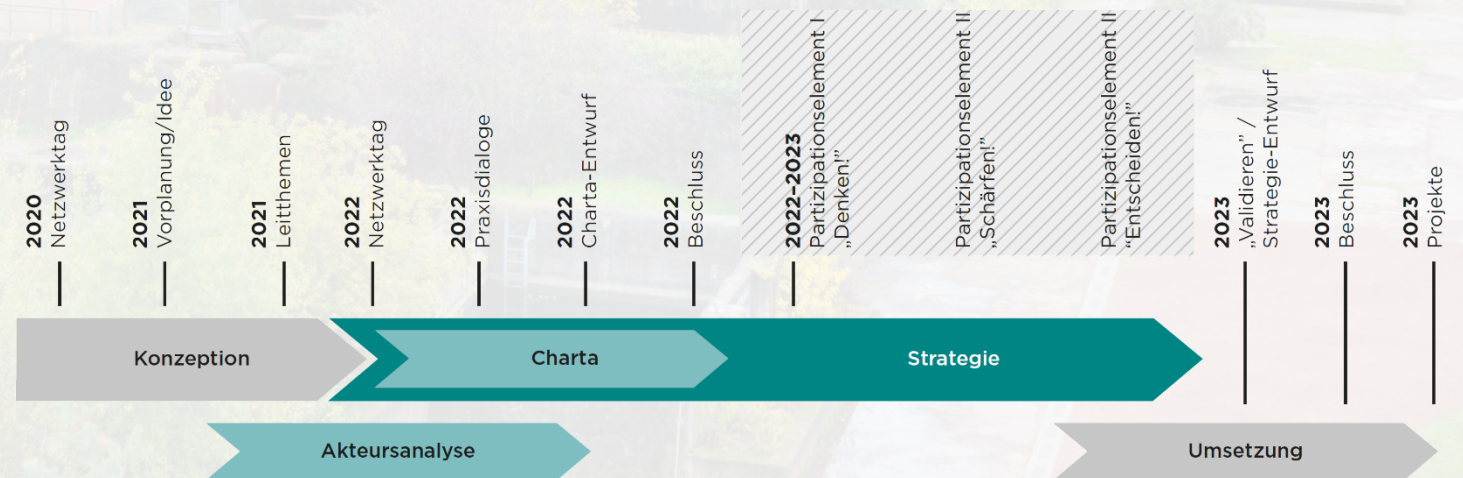 2020
Netzwerktag
2021
Vorplanung/Idee
2021
Leitthemen
2022
Netzwerktag
2022
Praxisdialoge
2022
Charta-Entwurf
2022
Beschluss
2022–2023
Partizipationselement I
„Denken!”
Partizipationselement II
„Schärfen!”
Partizipationselement II
“Entscheiden!”
2023
„Validieren” /
Strategie-Entwurf
2023
Beschluss
2023
Projekte
Konzeption
Charta
Strategie
Akteursanalyse
Umsetzung